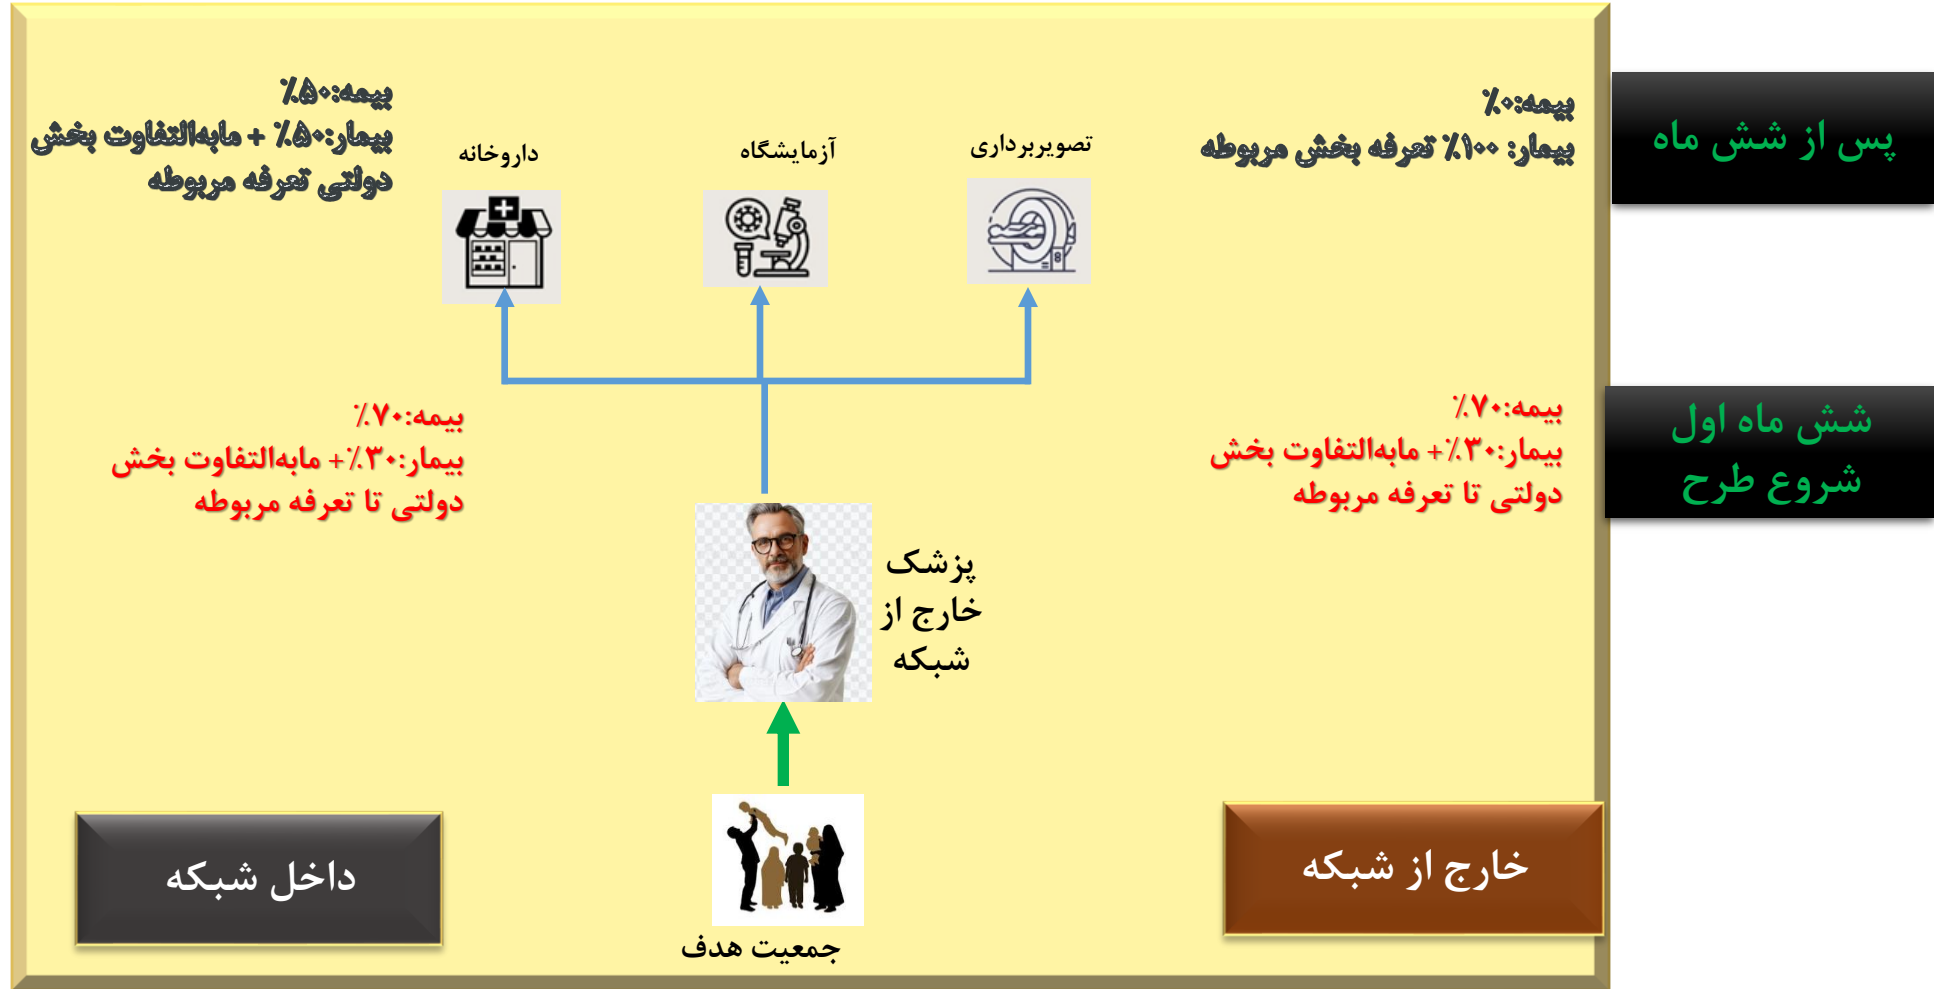 بیمه:۰٪
بیمار: ۱۰۰٪ تعرفه بخش مربوطه
پس از شش ماه
تصویربرداری
آزمایشگاه
داروخانه
بیمه:۵۰٪
بیمار:۵۰٪ + مابه‌التفاوت بخش
دولتی تعرفه مربوطه
شش ماه اول
شروع طرح
بیمه:۷۰٪
بیمار:۳۰٪+ مابه‌التفاوت بخش
دولتی تا تعرفه مربوطه
بیمه:۷۰٪
بیمار:۳۰٪+ مابه‌التفاوت بخش
دولتی تا تعرفه مربوطه
پزشک
خارج از
شبکه
خارج از شبکه
داخل شبکه
جمعیت هدف